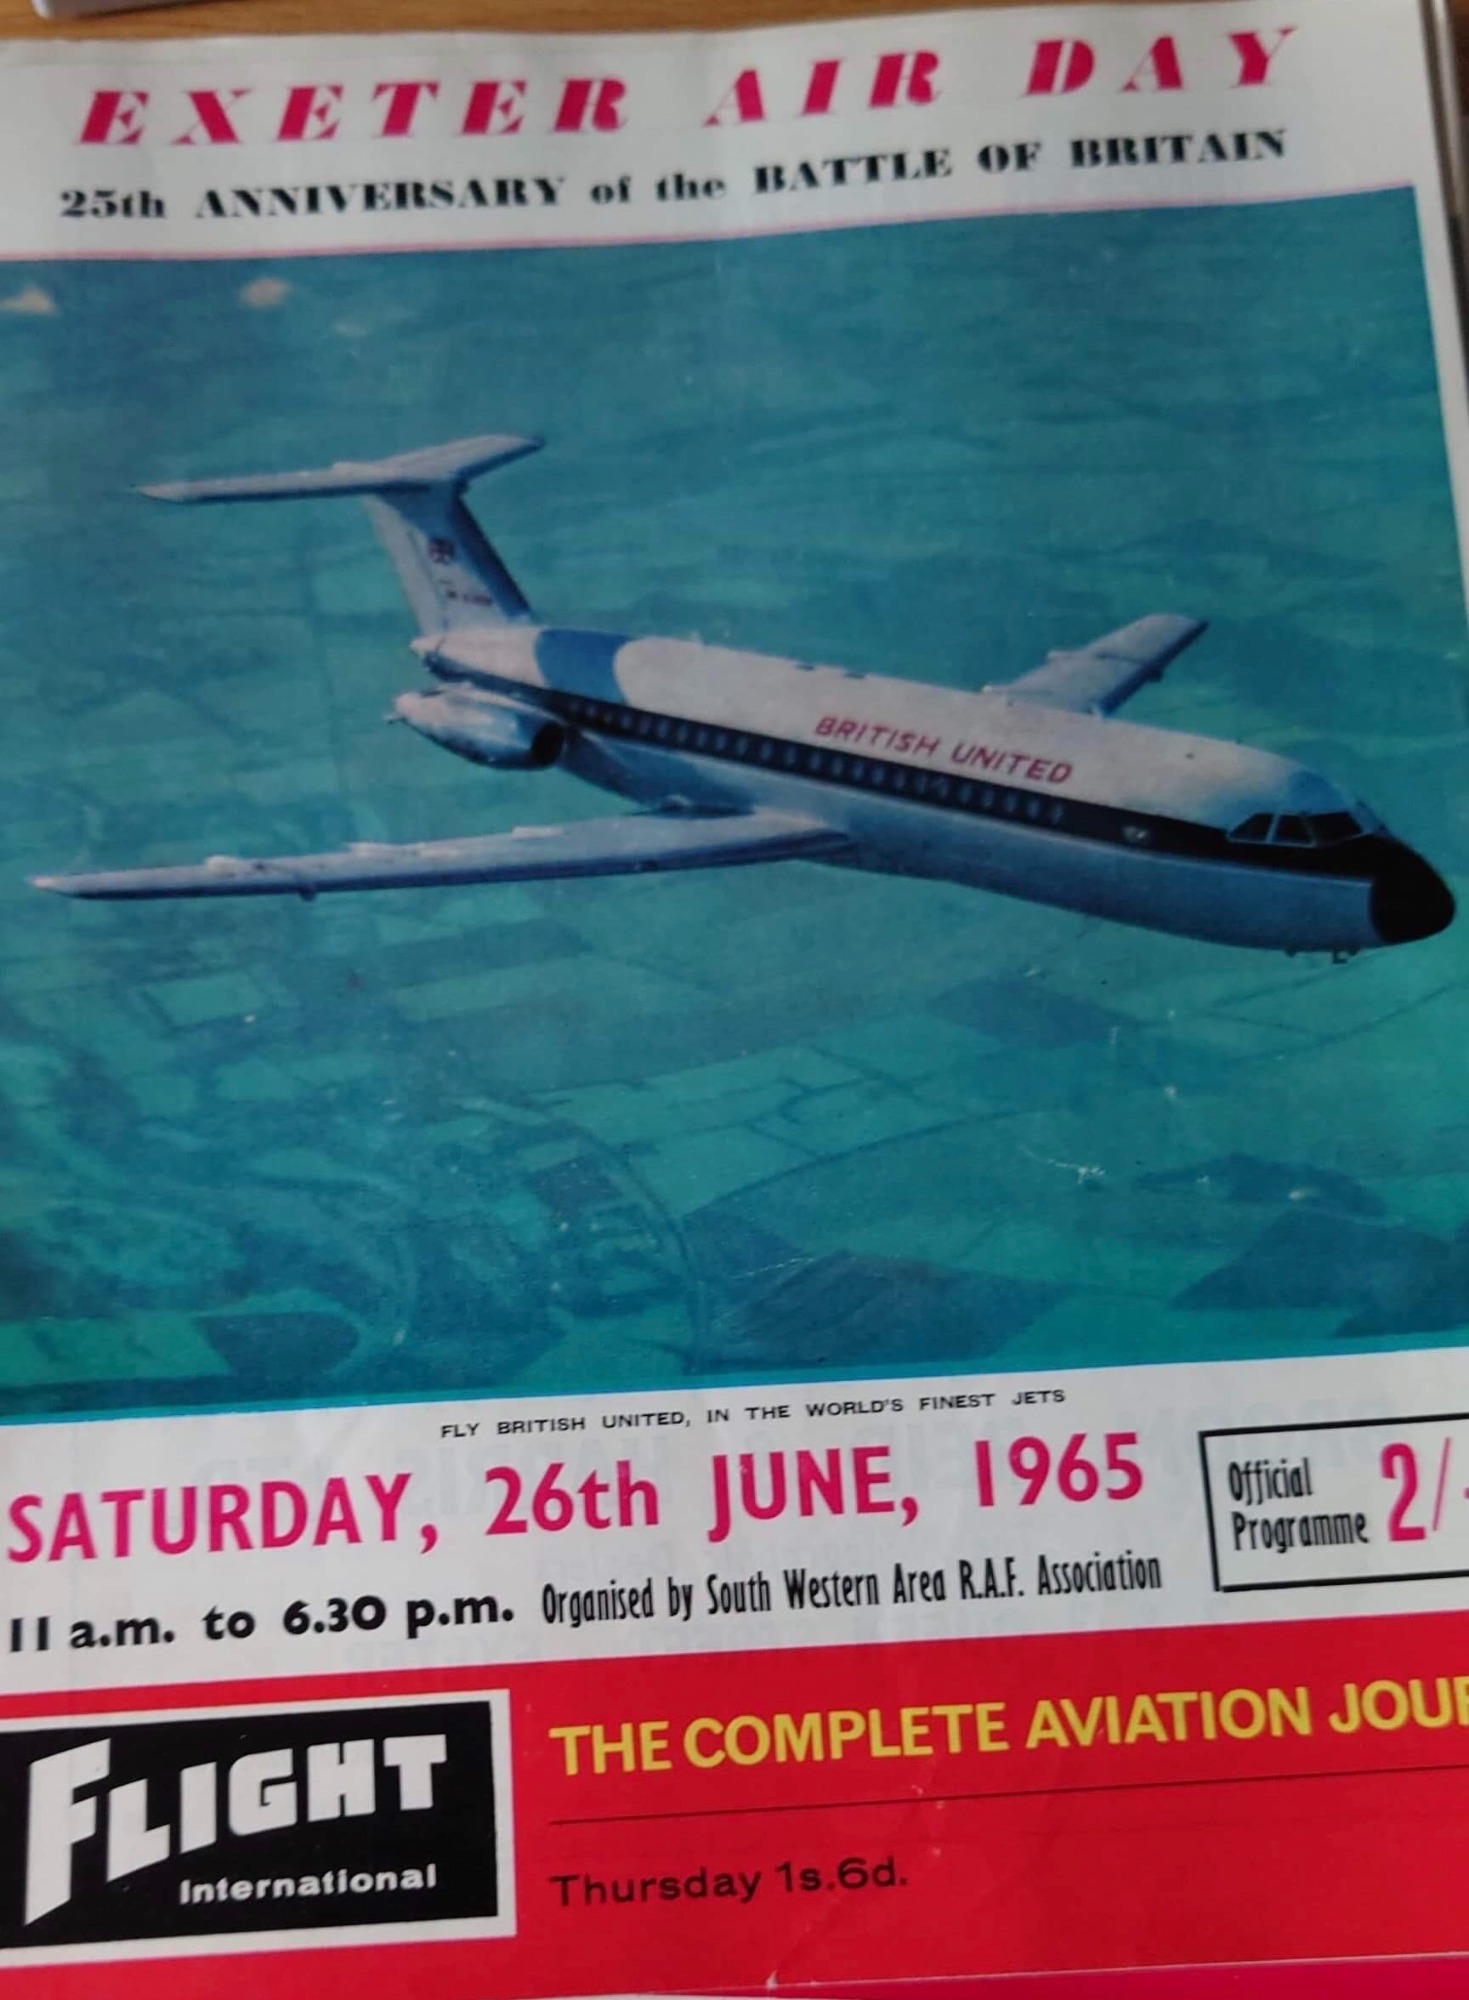 EXETER AIR DAY
25th ANNIVERSARY of the BATTLE OF BRITAIN
BRITISH UNITED
FLY BRITISH UNITED, IN THE WORLD'S FINEST JETS
SATURDAY, 26th JUNE, 1965
Official
Programme
2/-
11 a.m. to 6.30 p.m. Organised by South Western Area R.A.F. Association
FLIGHT
International
THE COMPLETE AVIATION JOUR
Thursday 1s.6d.